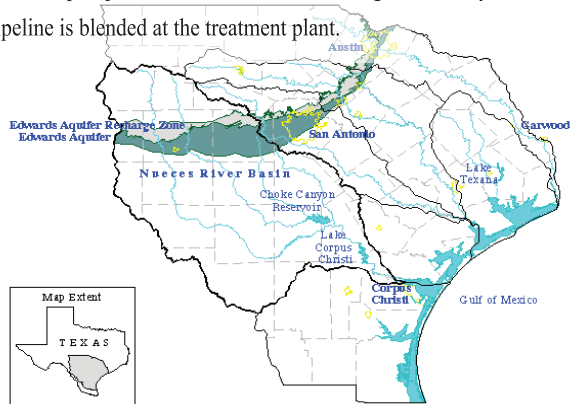 peline is blended at the treatment plant.
Austin
Edwards Aquifer Recharge Zone
Edwards Aquifer
San Antonio
Garwood
Nueces River Basin
Lake
Texana
Choke Canyon
Reservoir
Lake
Corpus
Christi
Corpus
Christi
Gulf of Mexico
Map Extent
TEXAS